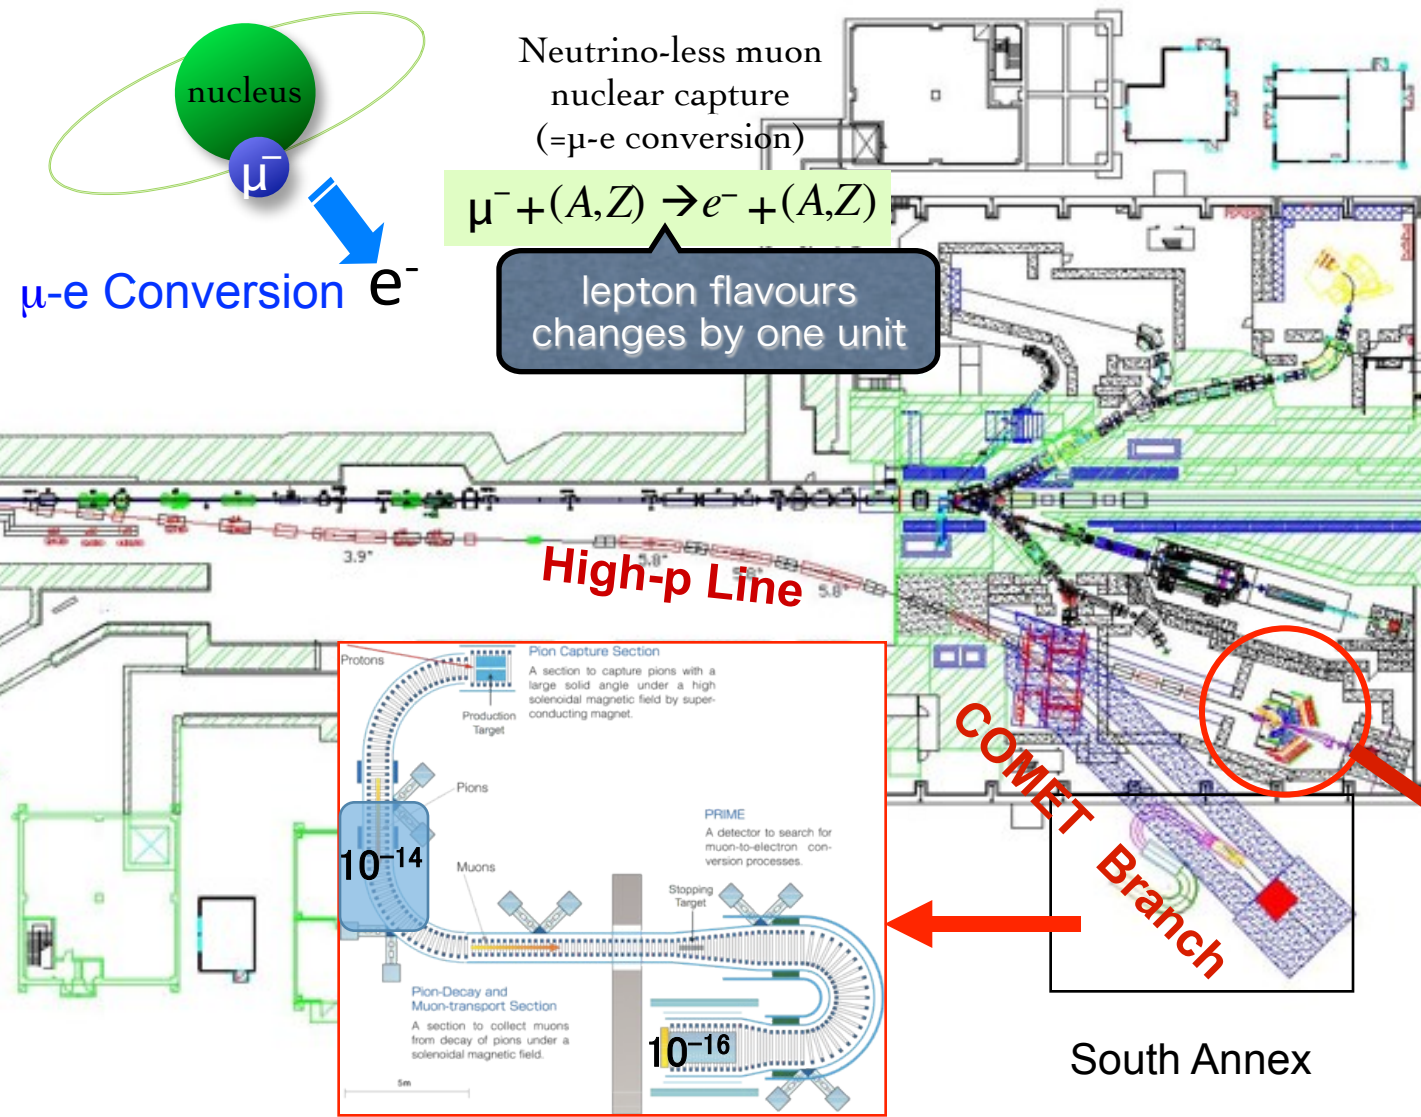 nucleus
μ⁻
μ-e Conversion
e⁻
Neutrino-less muon
nuclear capture
(=μ-e conversion)
μ⁻+(A,Z) →e⁻ +(A,Z)
lepton flavours
changes by one unit
3.9°
5.8°
5.8°
High-p Line
Protons
Pion Capture Section
A section to capture pions with a
large solid angle under a high
solenoidal magnetic field by super-
conducting magnet.
Production
Target
Pions
10⁻¹⁴
Muons
PRIME
A detector to search for
muon-to-electron con-
version processes.
Stopping
Target
Pion-Decay and
Muon-transport Section
A section to collect muons
from decay of pions under a
solenoidal magnetic field.
10⁻¹⁶
5m
COMET
Branch
South Annex